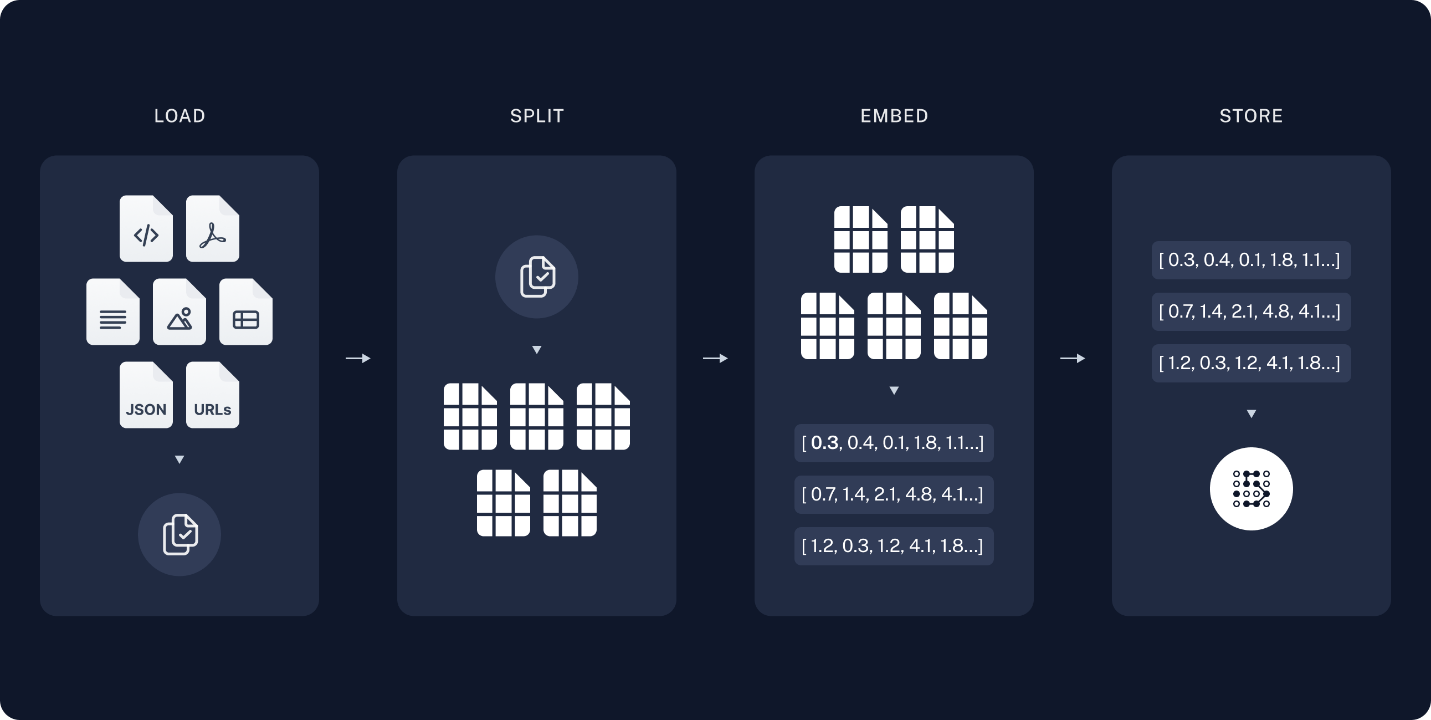 LOAD
SPLIT
EMBED
STORE
JSON
URLs
[ 0.3, 0.4, 0.1, 1.8, 1.1...]
[ 0.7, 1.4, 2.1, 4.8, 4.1...]
[ 1.2, 0.3, 1.2, 4.1, 1.8...]
[ 0.3, 0.4, 0.1, 1.8, 1.1...]
[ 0.7, 1.4, 2.1, 4.8, 4.1...]
[ 1.2, 0.3, 1.2, 4.1, 1.8...]